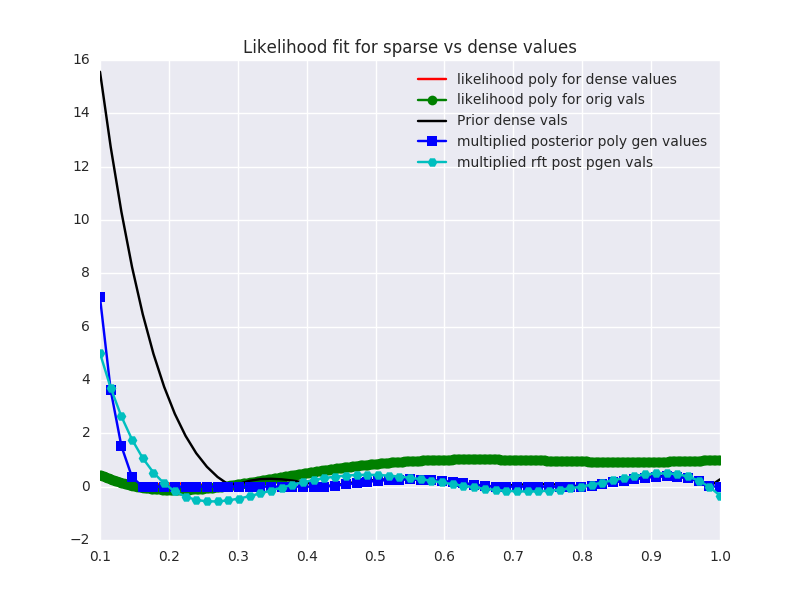 Likelihood fit for sparse vs dense values
16
14
12
10
8
6
4
2
0
−2
likelihood poly for dense values
likelihood poly for orig vals
Prior dense vals
multiplied posterior poly gen values
multiplied rft post pgen vals
0.1 0.2 0.3 0.4 0.5 0.6 0.7 0.8 0.9 1.0